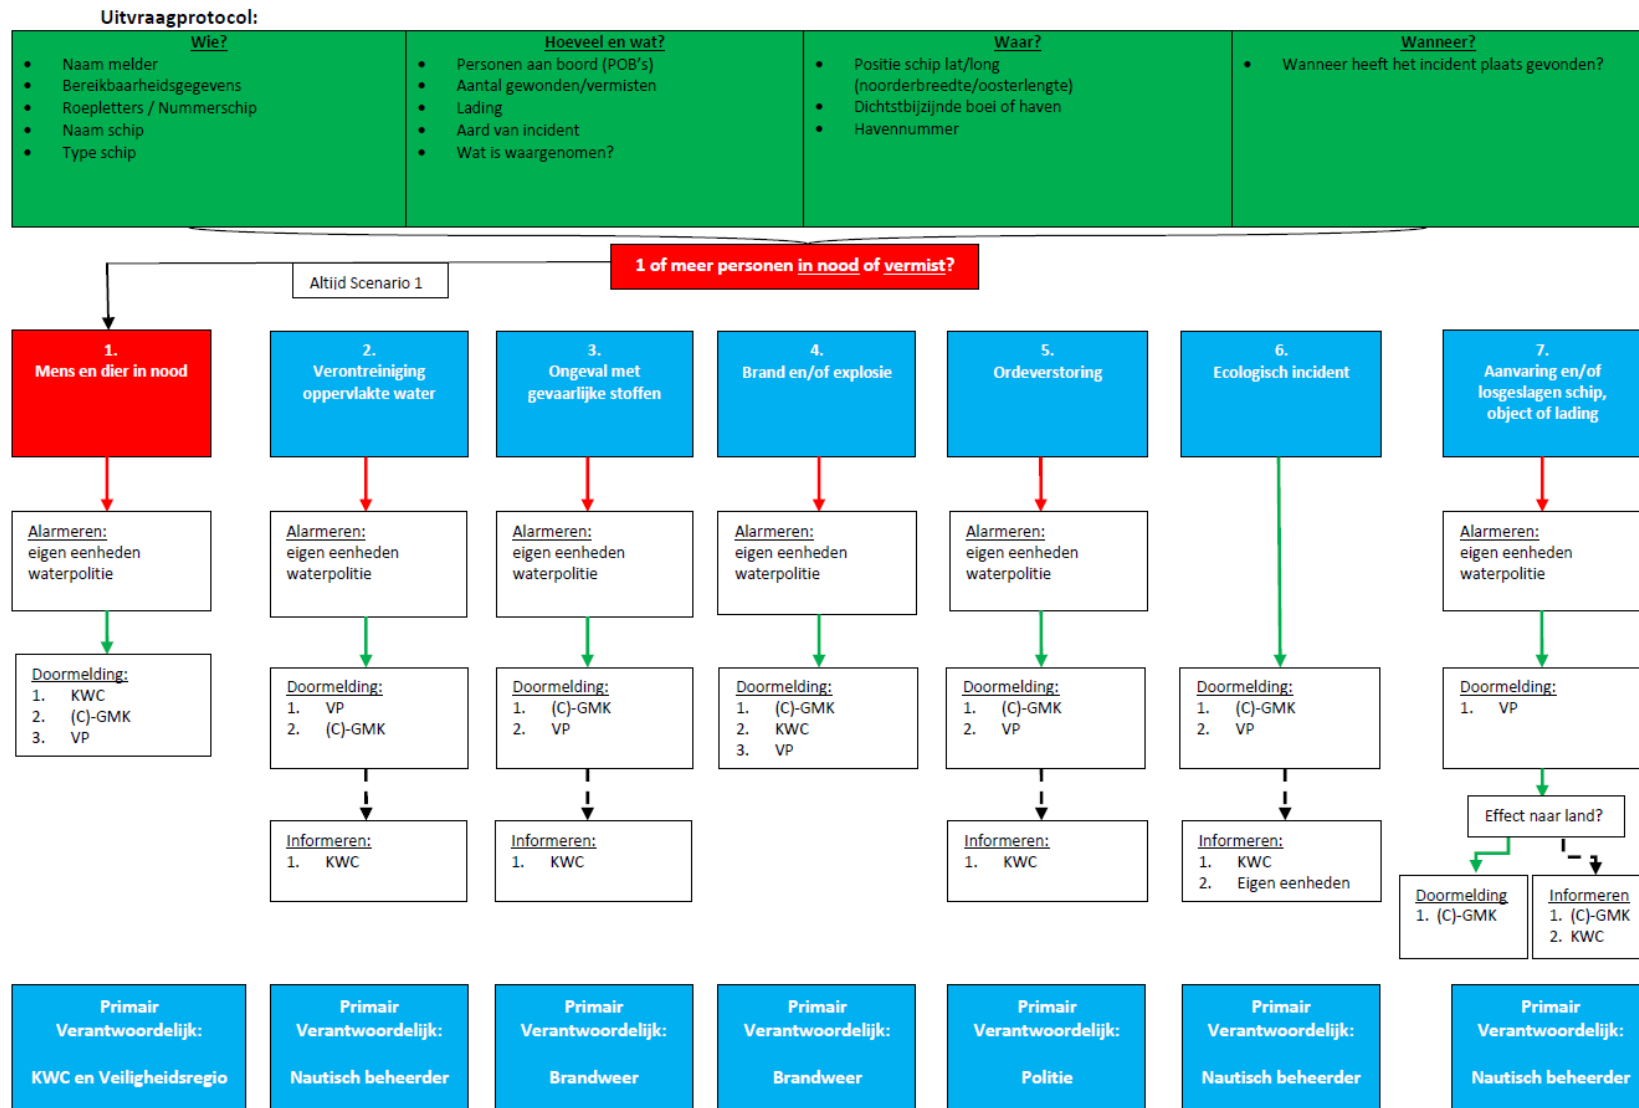 Uitvraagprotocol:
Wie?
• Naam melder
• Bereikbaarheidsgegevens
• Roepletters / Nummerschip
• Naam schip
• Type schip
Hoeveel en wat?
• Personen aan boord (POB's)
• Aantal gewonden/vermisten
• Lading
• Aard van incident
• Wat is waargenomen?
Waar?
• Positie schip lat/long
(noorderbreedte/oosterlengte)
• Dichtstbijzijnde boei of haven
• Havennummer
Wanneer?
• Wanneer heeft het incident plaats gevonden?
1 of meer personen in nood of vermist?
Altijd Scenario 1
1.
Mens en dier in nood
2.
Verontreiniging
oppervlakte water
3.
Ongeval met
gevaarlijke stoffen
4.
Brand en/of explosie
5.
Ordeverstoring
6.
Ecologisch incident
7.
Aanvaring en/of
losgeslagen schip,
object of lading
Alarmeren:
eigen eenheden
waterpolitie
Alarmeren:
eigen eenheden
waterpolitie
Alarmeren:
eigen eenheden
waterpolitie
Alarmeren:
eigen eenheden
waterpolitie
Alarmeren:
eigen eenheden
waterpolitie
Alarmeren:
eigen eenheden
waterpolitie
Doormelding:
1. KWC
2. (C)-GMK
3. VP
Doormelding:
1. VP
2. (C)-GMK
Doormelding:
1. (C)-GMK
2. VP
Doormelding:
1. (C)-GMK
2. KWC
3. VP
Doormelding:
1. (C)-GMK
2. VP
Doormelding:
1. (C)-GMK
2. VP
Doormelding:
1. VP
Effect naar land?
Informeren:
1. KWC
Informeren:
1. KWC
Informeren:
1. KWC
Informeren:
1. KWC
2. Eigen eenheden
Doormelding
1. (C)-GMK
Informeren
1. (C)-GMK
2. KWC
Primair
Verantwoordelijk:
KWC en Veiligheidsregio
Primair
Verantwoordelijk:
Nautisch beheerder
Primair
Verantwoordelijk:
Brandweer
Primair
Verantwoordelijk:
Brandweer
Primair
Verantwoordelijk:
Politie
Primair
Verantwoordelijk:
Nautisch beheerder
Primair
Verantwoordelijk:
Nautisch beheerder